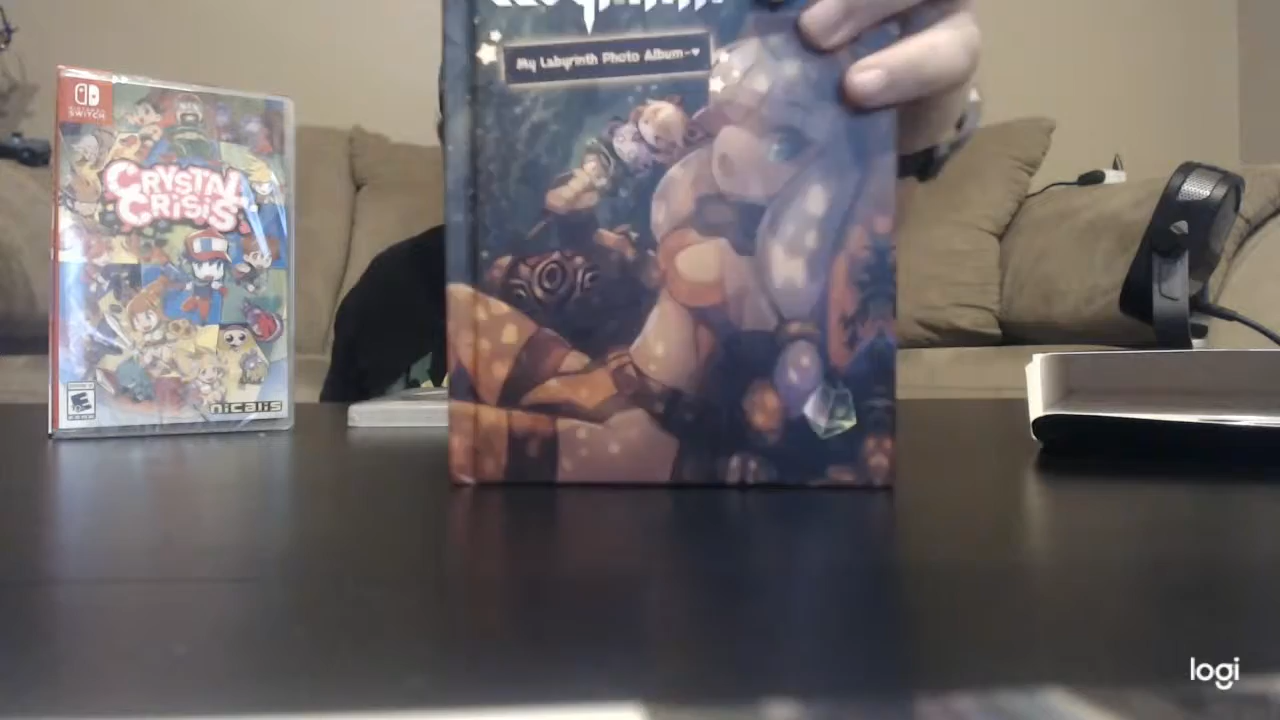 My Labyrinth Photo Album~♥
NINTENDO
SWITCH
CRYSTAL
CRISIS
E
nicalis
logi